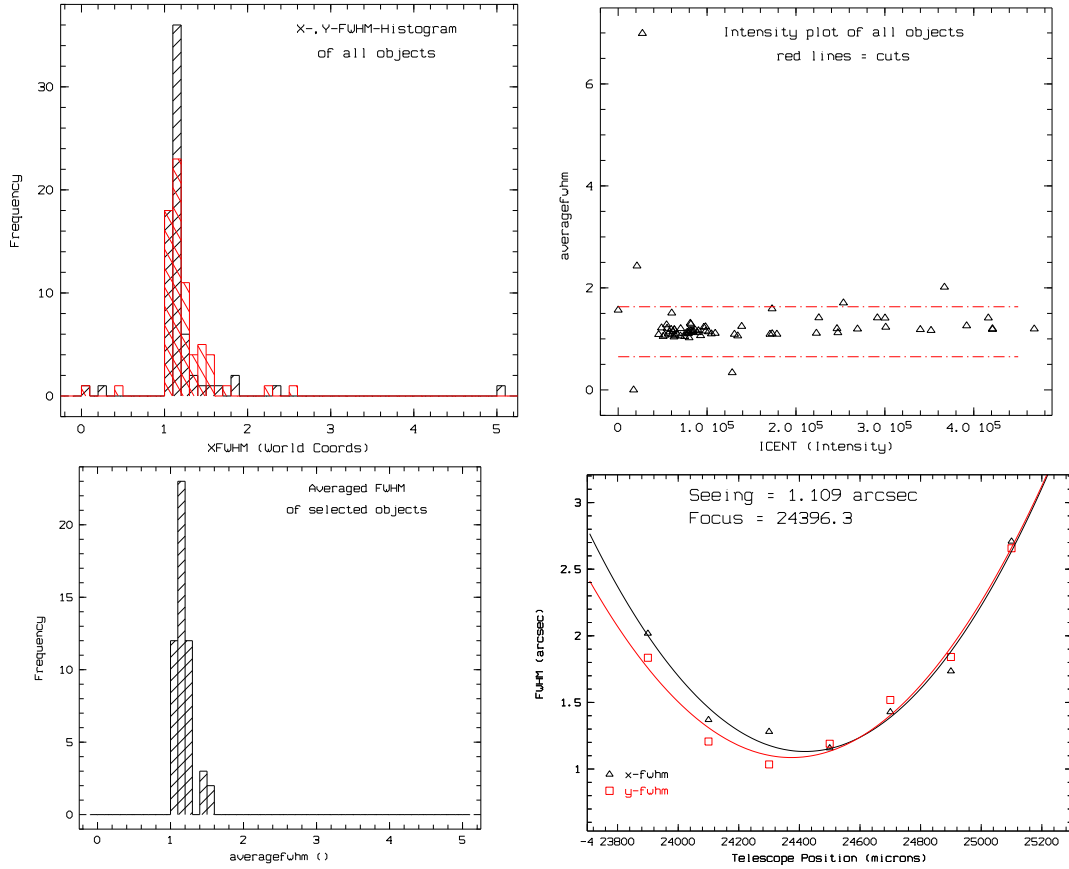 X-.Y-FWHM-Histogram
of all objects
Frequency
30
20
10
0
0 1 2 3 4 5
XFWHM (World Coords)
Intensity plot of all objects
red lines = cuts
averagefwhm
6
4
2
0
0 1.0 10⁵ 2.0 10⁵ 3.0 10⁵ 4.0 10⁵
ICENT (Intensity)
Averaged FWHM
of selected objects
Frequency
20
15
10
5
0
0 1 2 3 4 5
averagefwhm ()
Seeing = 1.109 arcsec
Focus = 24396.3
FWHM (arcsec)
3
2.5
2
1.5
1
x-fwhm
y-fwhm
-4 23800 24000 24200 24400 24600 24800 25000 25200
Telescope Position (microns)